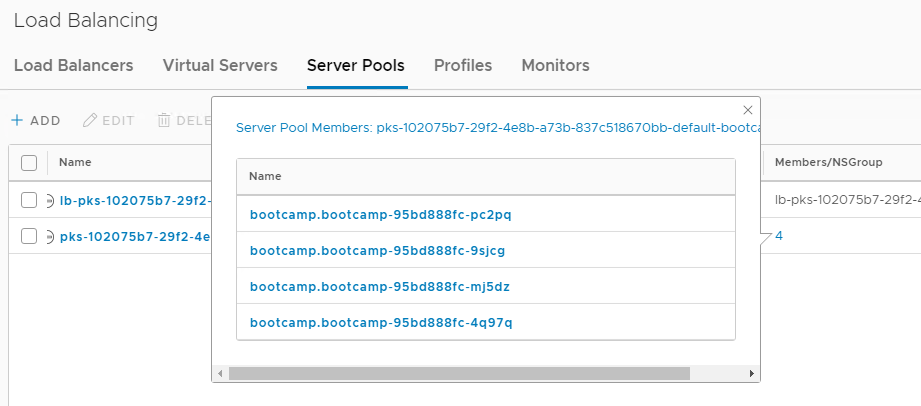 Load Balancing
Load Balancers Virtual Servers Server Pools Profiles Monitors
+ ADD EDIT DELE
Server Pool Members: pks-102075b7-29f2-4e8b-a73b-837c518670bb-default-bootca
Name
Name
Members/NSGroup
bootcamp.bootcamp-95bd888fc-pc2pq
bootcamp.bootcamp-95bd888fc-9sjcg
bootcamp.bootcamp-95bd888fc-mj5dz
bootcamp.bootcamp-95bd888fc-4q97q
lb-pks-102075b7-29f2- lb-pks-102075b7-29f2-4
pks-102075b7-29f2-4e 4